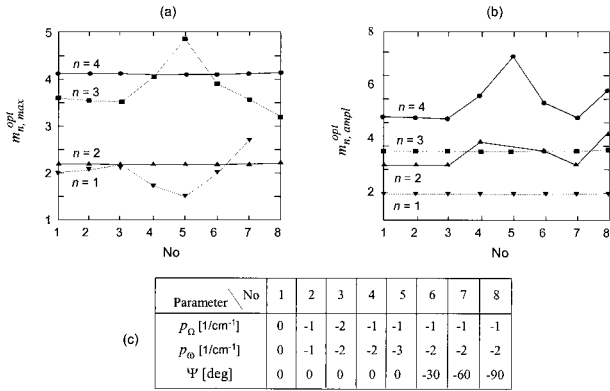 (a)
(b)
m opt n, max
5
4
3
2
1
n = 4
n = 3
n = 2
n = 1
1 2 3 4 5 6 7 8
No
m opt n, ampl
8
6
4
2
n = 4
n = 3
n = 2
n = 1
1 2 3 4 5 6 7 8
No
(c)
Parameter \ No 1 2 3 4 5 6 7 8
pΩ [1/cm-1] 0 -1 -2 -1 -1 -1 -1 -1
pω [1/cm-1] 0 -1 -2 -2 -3 -2 -2 -2
Ψ [deg] 0 0 0 0 0 -30 -60 -90